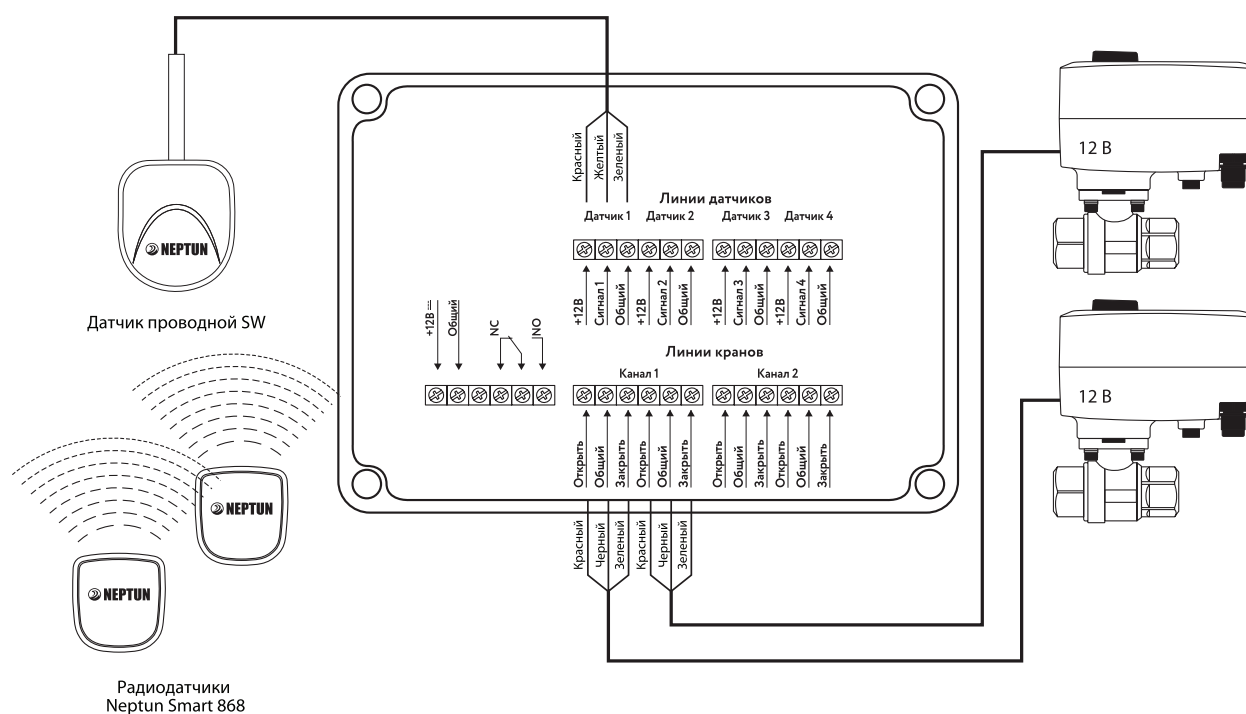 Красный
Желтый
Зеленый
Линии датчиков
Датчик 1 Датчик 2 Датчик 3 Датчик 4
+12В
Сигнал 1
Общий
+12В
Сигнал 2
Общий
+12В
Сигнал 3
Общий
+12В
Сигнал 4
Общий
12 В
NEPTUN
Датчик проводной SW
+12В
Общий
NC
NO
Линии кранов
Канал 1 Канал 2
Открыть
Общий
Закрыть
Открыть
Общий
Закрыть
Открыть
Общий
Закрыть
Открыть
Общий
Закрыть
12 В
NEPTUN
NEPTUN
Красный
Черный
Зеленый
Красный
Черный
Зеленый
Радиодатчики
Neptun Smart 868